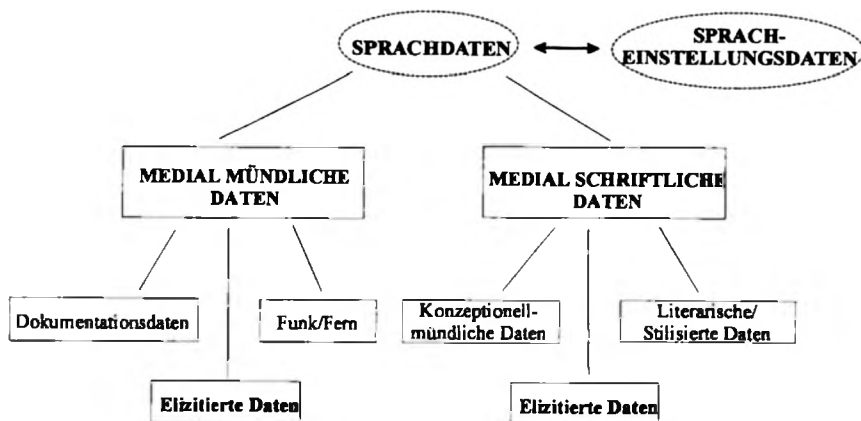 SPRACHDATEN
SPRACH-
EINSTELLUNGSDATEN
MEDIAL MÜNDLICHE
DATEN
MEDIAL SCHRIFTLICHE
DATEN
Dokumentationsdaten
Funk/Fern
Konzeptionell-
mündliche Daten
Literarische/
Stilisierte Daten
Elizitierte Daten
Elizitierte Daten